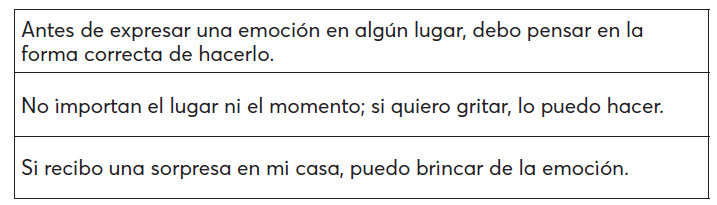 Antes de expresar una emoción en algún lugar, debo pensar en la
forma correcta de hacerlo.
No importan el lugar ni el momento; si quiero gritar, lo puedo hacer.
Si recibo una sorpresa en mi casa, puedo brincar de la emoción.